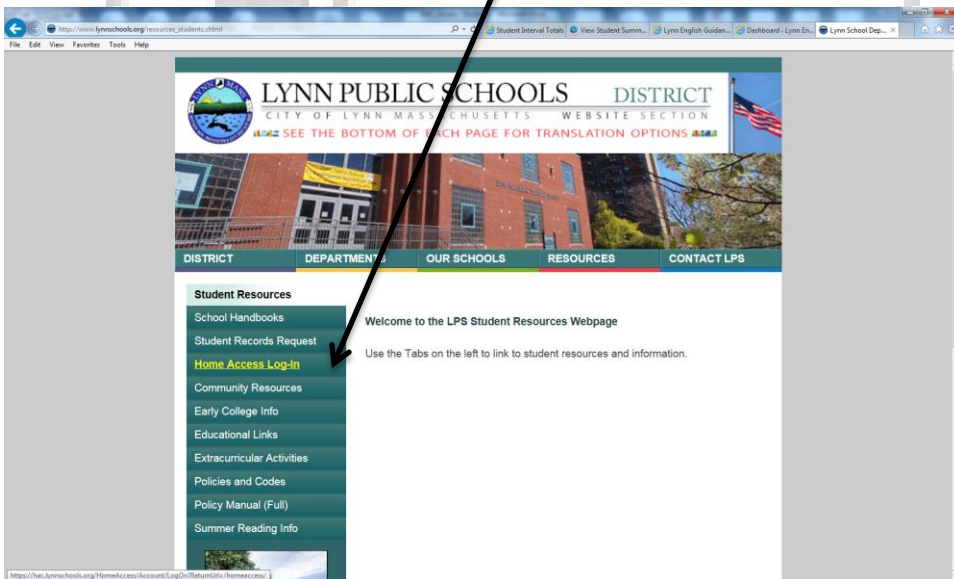 http://www.lynnschools.org/resources_students.shtml
Student Interval Totals
View Student Summ...
Lynn English Guidan...
Dashboard - Lynn En...
Lynn School Dep...
File Edit View Favorites Tools Help
LYNN PUBLIC SCHOOLS DISTRICT
CITY OF LYNN MASSACHUSETTS WEBSITE SECTION
SEE THE BOTTOM OF EACH PAGE FOR TRANSLATION OPTIONS
DISTRICT DEPARTMENTS OUR SCHOOLS RESOURCES CONTACT LPS
Student Resources
School Handbooks
Student Records Request
Home Access Log-In
Community Resources
Early College Info
Educational Links
Extracurricular Activities
Policies and Codes
Policy Manual (Full)
Summer Reading Info
Welcome to the LPS Student Resources Webpage
Use the Tabs on the left to link to student resources and information.
https://hac.lynnschools.org/HomeAccess/Account/LogOn?ReturnUrl=/homeaccess/